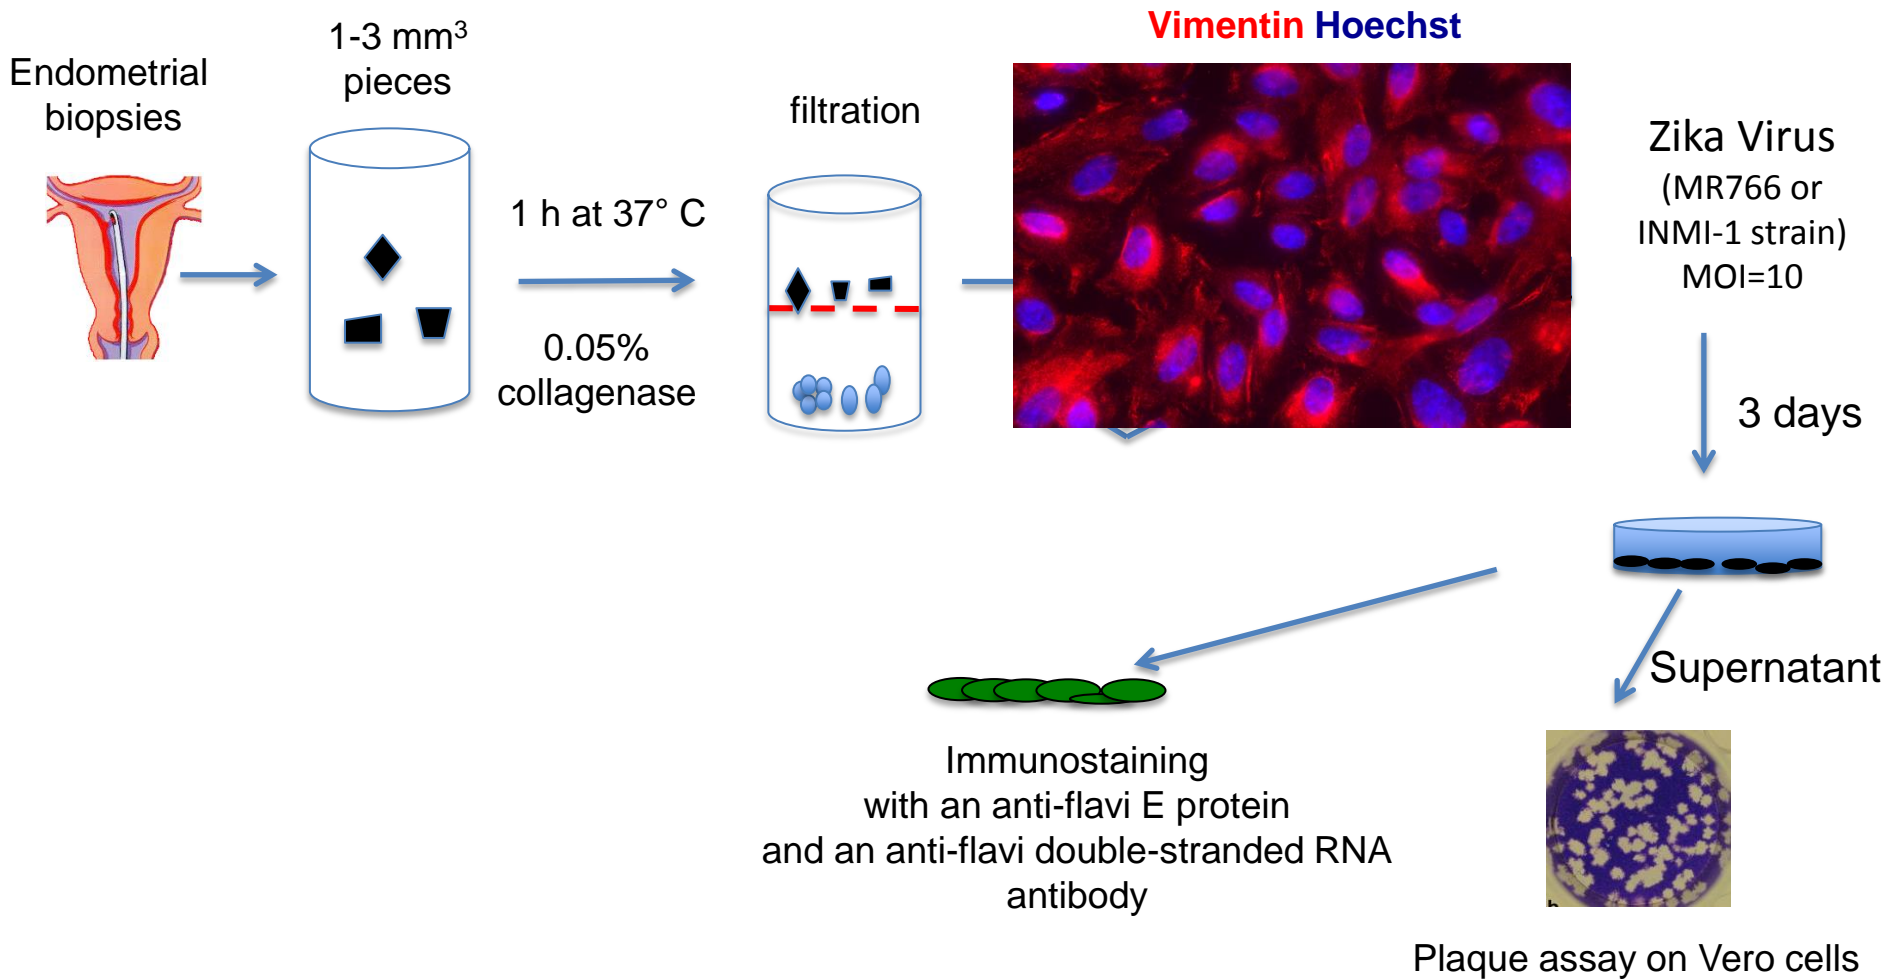 Endometrial
biopsies
1-3 mm³
pieces
1 h at 37° C
0.05%
collagenase
filtration
Vimentin Hoechst
Zika Virus
(MR766 or
INMI-1 strain)
MOI=10
3 days
Supernatant
Immunostaining
with an anti-flavi E protein
and an anti-flavi double-stranded RNA
antibody
Plaque assay on Vero cells